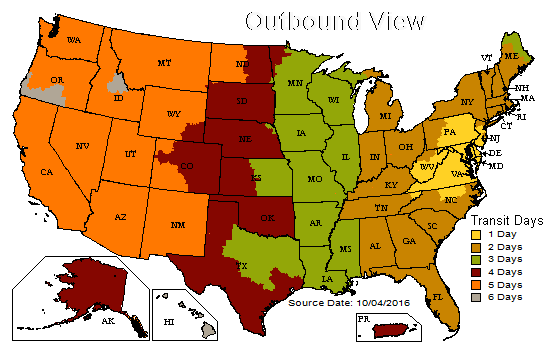 Outbound View
WA
MT
ND
MN
ME
VT
OR
ID
SD
WI
NY
NH
MA
RI
CT
WY
MI
NV
UT
NE
IA
PA
NJ
CO
KS
IL
IN
OH
WV
VA
DE
MD
CA
MO
KY
NC
AZ
NM
OK
AR
TN
SC
TX
LA
MS
AL
GA
FL
AK
HI
PR
Transit Days
1 Day
2 Days
3 Days
4 Days
5 Days
6 Days
Source Date: 10/04/2016